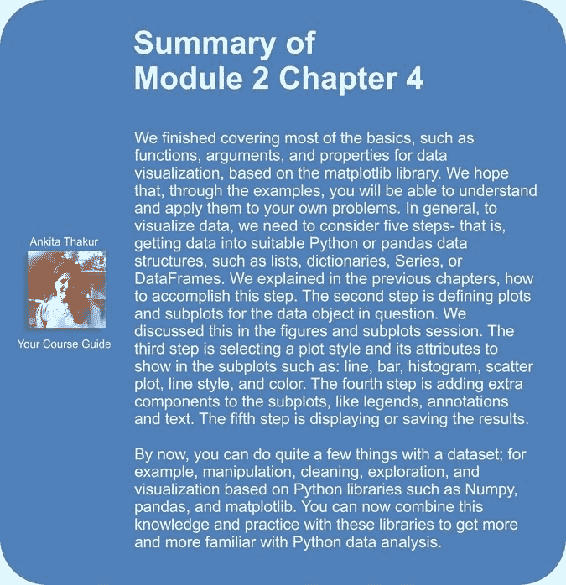 Summary of
Module 2 Chapter 4
We finished covering most of the basics, such as
functions, arguments, and properties for data
visualization, based on the matplotlib library. We hope
that, through the examples, you will be able to understand
and apply them to your own problems. In general, to
visualize data, we need to consider five steps- that is,
getting data into suitable Python or pandas data
structures, such as lists, dictionaries, Series, or
DataFrames. We explained in the previous chapters, how
to accomplish this step. The second step is defining plots
and subplots for the data object in question. We
discussed this in the figures and subplots session. The
third step is selecting a plot style and its attributes to
show in the subplots such as: line, bar, histogram, scatter
plot, line style, and color. The fourth step is adding extra
components to the subplots, like legends, annotations
and text. The fifth step is displaying or saving the results.
By now, you can do quite a few things with a dataset; for
example, manipulation, cleaning, exploration, and
visualization based on Python libraries such as Numpy,
pandas, and matplotlib. You can now combine this
knowledge and practice with these libraries to get more
and more familiar with Python data analysis.
Ankita Thakur
Your Course Guide